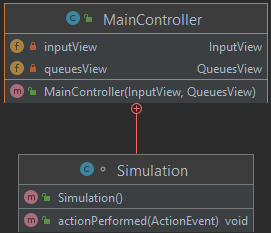 MainController
inputView InputView
queuesView QueuesView
MainController(InputView, QueuesView)
Simulation
Simulation()
actionPerformed(ActionEvent) void